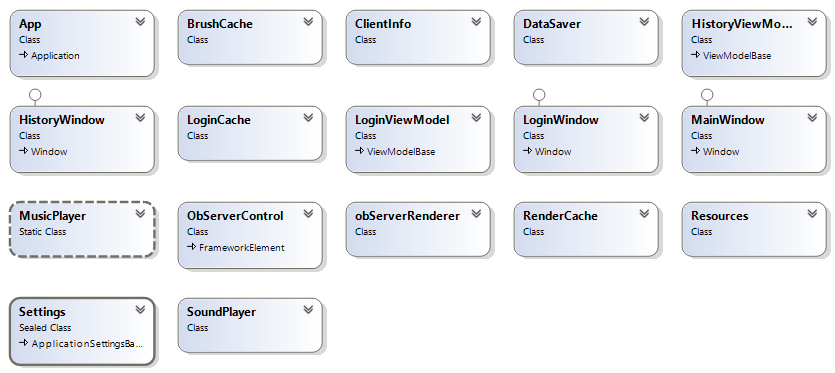 App
Class
Application
BrushCache
Class
ClientInfo
Class
DataSaver
Class
HistoryViewMo...
Class
ViewModelBase
HistoryWindow
Class
Window
LoginCache
Class
LoginViewModel
Class
ViewModelBase
LoginWindow
Class
Window
MainWindow
Class
Window
MusicPlayer
Static Class
ObServerControl
Class
FrameworkElement
obServerRenderer
Class
RenderCache
Class
Resources
Class
Settings
Sealed Class
ApplicationSettingsBa...
SoundPlayer
Class